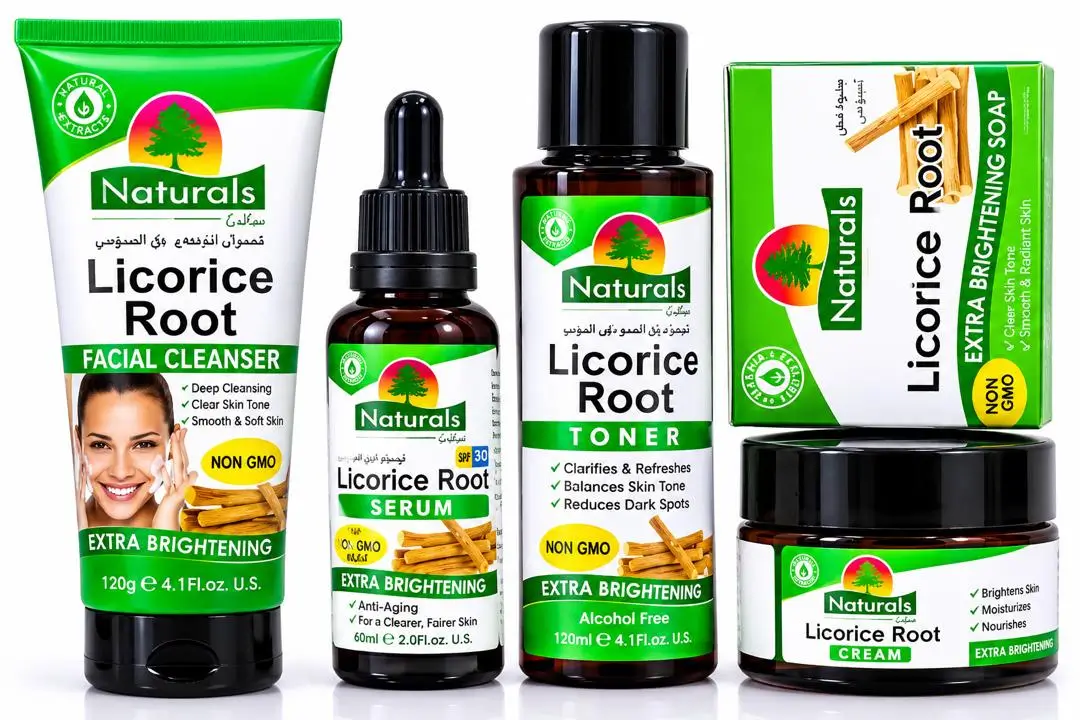 NATURAL
EXTRACTS
Naturals
Licorice
Root
FACIAL CLEANSER
✓ Deep Cleansing
✓ Clear Skin Tone
✓ Smooth & Soft Skin
NON GMO
EXTRA BRIGHTENING
120g ℮ 4.1Fl.oz. U.S.
Naturals
SPF 30
Licorice Root
SERUM
NON GMO
EXTRA BRIGHTENING
✓ Anti-Aging
✓ For a Clearer, Fairer Skin
60ml ℮ 2.0Fl.oz. U.S.
Naturals
Licorice
Root
TONER
✓ Clarifies & Refreshes
✓ Balances Skin Tone
✓ Reduces Dark Spots
NON GMO
EXTRA BRIGHTENING
Alcohol Free
120ml ℮ 4.1Fl.oz. U.S.
Naturals
Licorice Root
EXTRA BRIGHTENING SOAP
✓ Clear Skin Tone
✓ Smooth & Radiant Skin
NON
GMO
Naturals
Licorice Root
CREAM
✓ Brightens Skin
✓ Moisturizes
✓ Nourishes
EXTRA BRIGHTENING